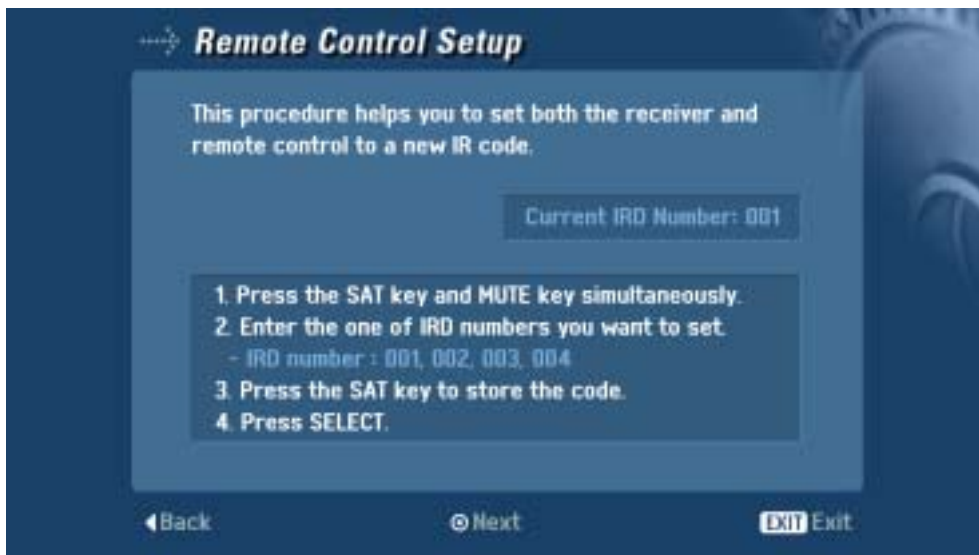 Remote Control Setup
This procedure helps you to set both the receiver and
remote control to a new IR code.
Current IRD Number: 001
1. Press the SAT key and MUTE key simultaneously.
2. Enter the one of IRD numbers you want to set.
- IRD number : 001, 002, 003, 004
3. Press the SAT key to store the code.
4. Press SELECT.
Back Next EXIT Exit